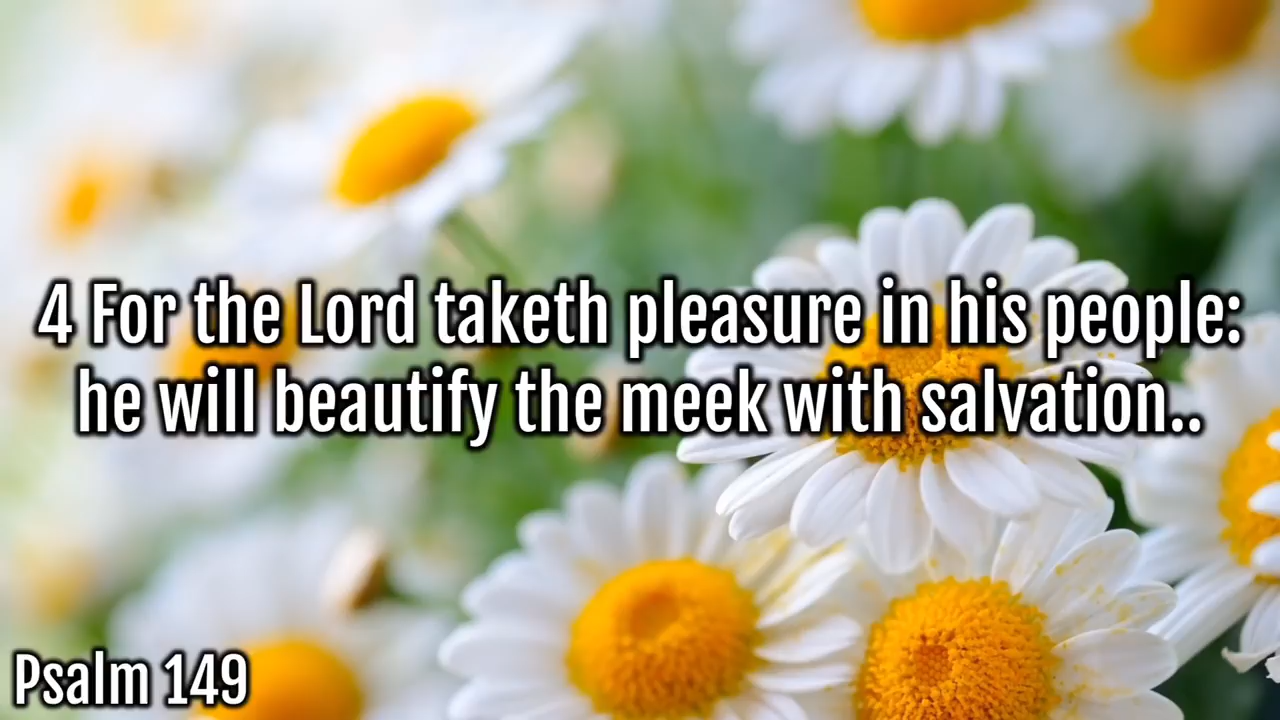 4 For the Lord taketh pleasure in his people:
he will beautify the meek with salvation..
Psalm 149